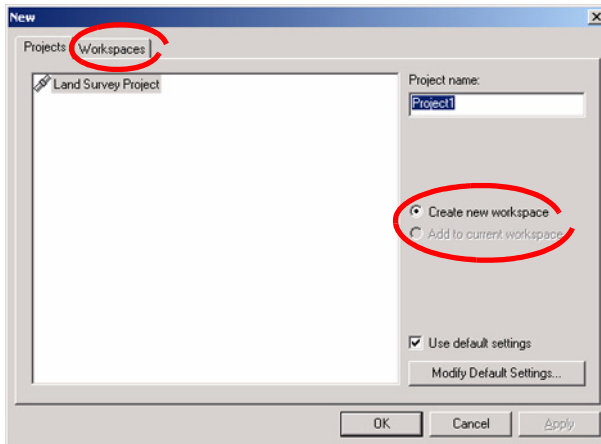 New
Projects Workspaces
Land Survey Project
Project name:
Project1
Create new workspace
Add to current workspace
Use default settings
Modify Default Settings...
OK Cancel Apply